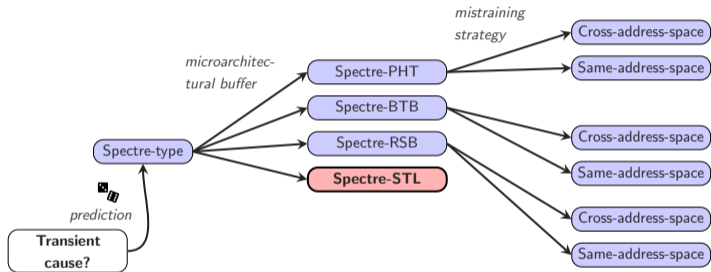 mistraining
strategy
Cross-address-space
microarchitec-
tural buffer
Spectre-PHT
Same-address-space
Spectre-BTB
Cross-address-space
Spectre-type
Spectre-RSB
Same-address-space
Spectre-STL
prediction
Cross-address-space
Transient
cause?
Same-address-space